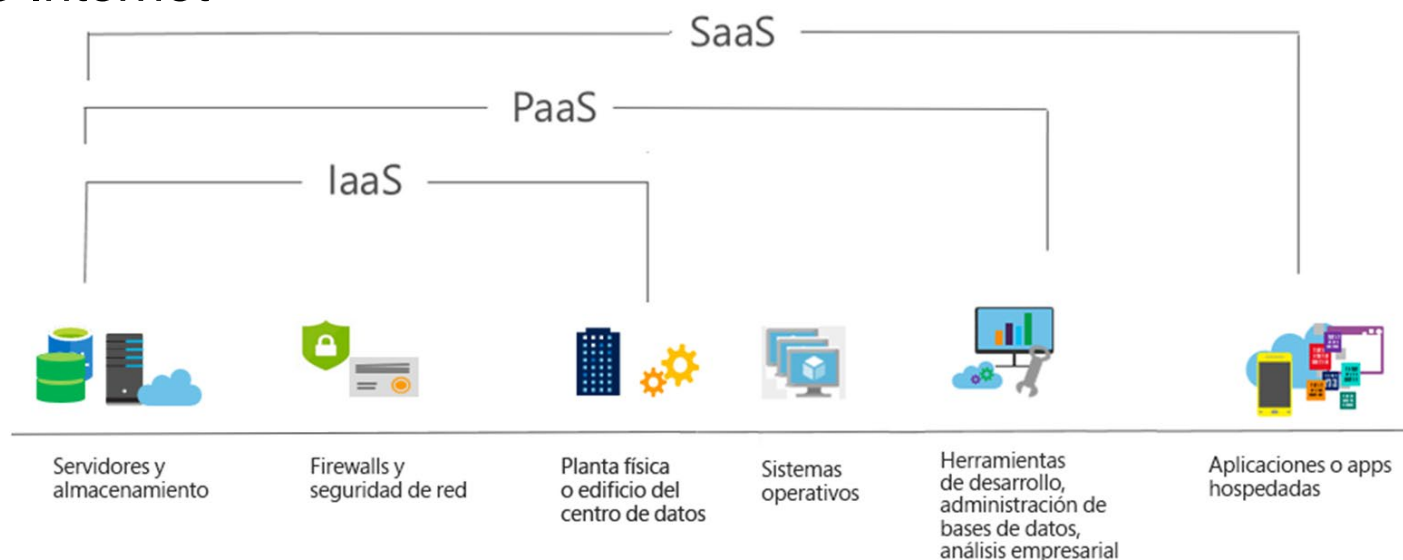 Internet
SaaS
PaaS
IaaS
Servidores y
almacenamiento
Firewalls y
seguridad de red
Planta física
o edificio del
centro de datos
Sistemas
operativos
Herramientas
de desarrollo,
administración de
bases de datos,
análisis empresarial
Aplicaciones o apps
hospedadas